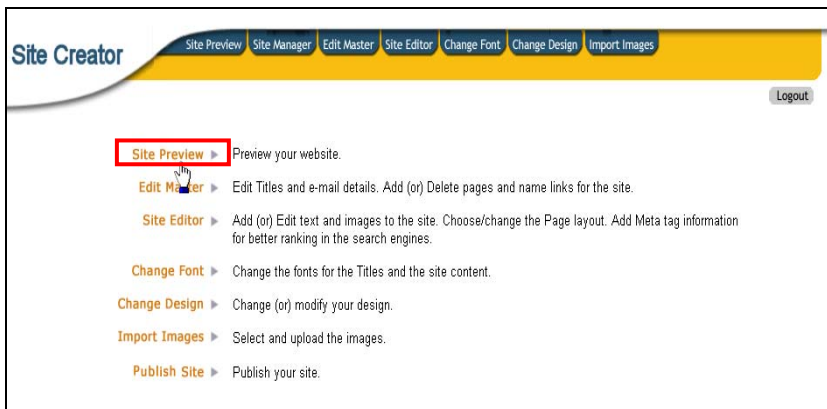 Site Creator
Site Preview Site Manager Edit Master Site Editor Change Font Change Design Import Images
Logout
Site Preview Preview your website.
Edit Master Edit Titles and e-mail details. Add (or) Delete pages and name links for the site.
Site Editor Add (or) Edit text and images to the site. Choose/change the Page layout. Add Meta tag information
for better ranking in the search engines.
Change Font Change the fonts for the Titles and the site content.
Change Design Change (or) modify your design.
Import Images Select and upload the images.
Publish Site Publish your site.